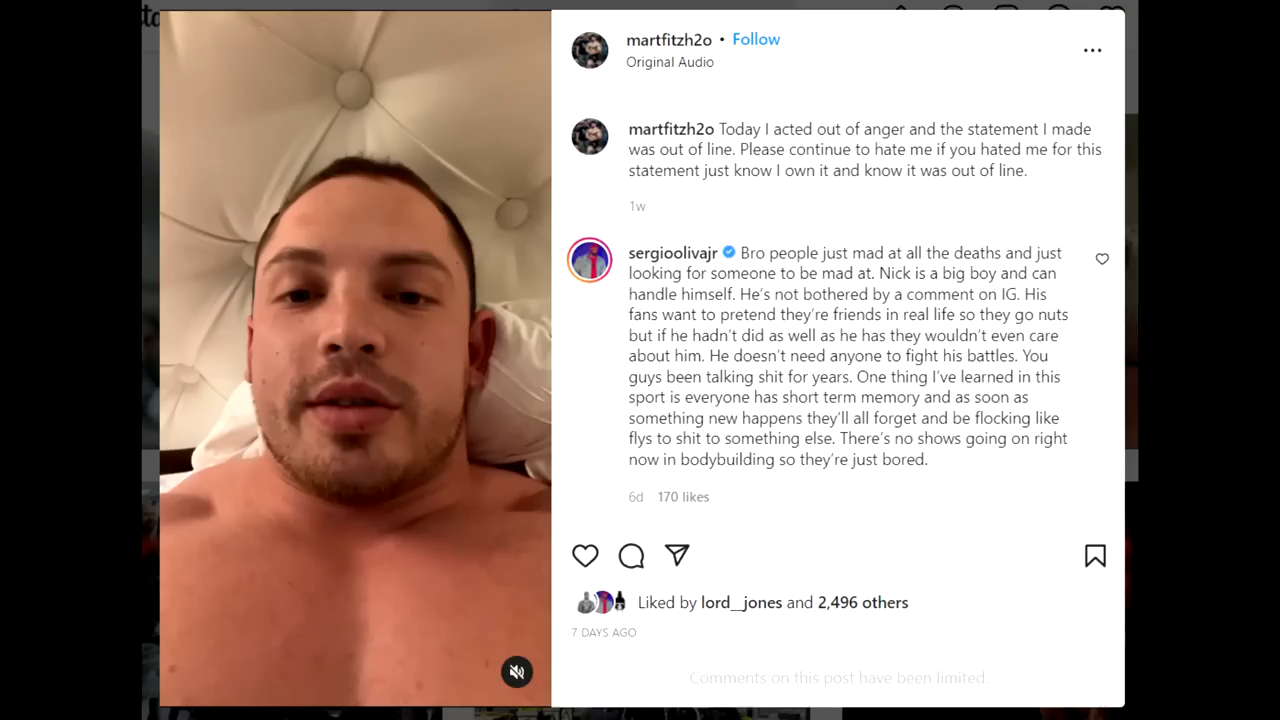 martfitzh2o • Follow
Original Audio
martfitzh2o Today I acted out of anger and the statement I made
was out of line. Please continue to hate me if you hated me for this
statement just know I own it and know it was out of line.
1w
sergioolivajr Bro people just mad at all the deaths and just
looking for someone to be mad at. Nick is a big boy and can
handle himself. He's not bothered by a comment on IG. His
fans want to pretend they're friends in real life so they go nuts
but if he hadn't did as well as he has they wouldn't even care
about him. He doesn't need anyone to fight his battles. You
guys been talking shit for years. One thing I've learned in this
sport is everyone has short term memory and as soon as
something new happens they'll all forget and be flocking like
flys to shit to something else. There's no shows going on right
now in bodybuilding so they're just bored.
6d 170 likes
Liked by lord__jones and 2,496 others
7 DAYS AGO
Comments on this post have been limited.